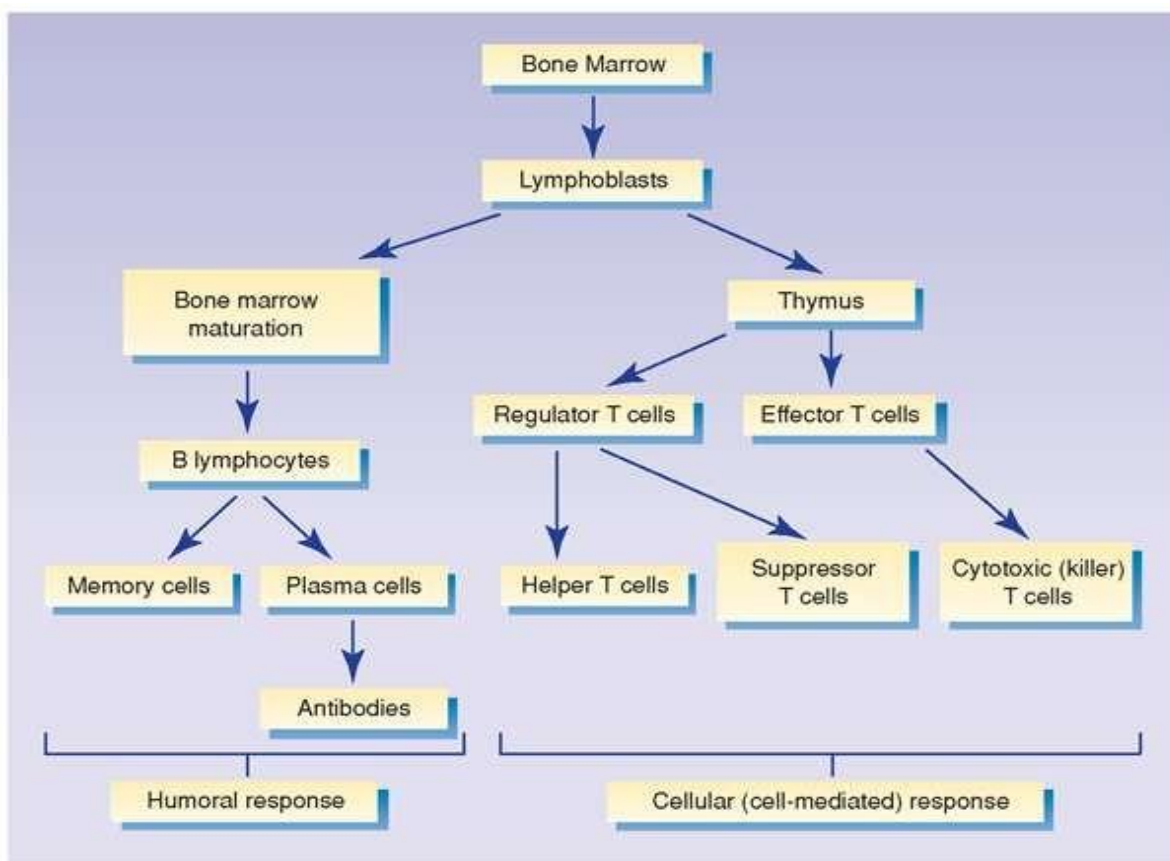 Bone Marrow
Lymphoblasts
Bone marrow
maturation
Thymus
Regulator T cells
Effector T cells
B lymphocytes
Memory cells
Plasma cells
Helper T cells
Suppressor
T cells
Cytotoxic (killer)
T cells
Antibodies
Humoral response
Cellular (cell-mediated) response